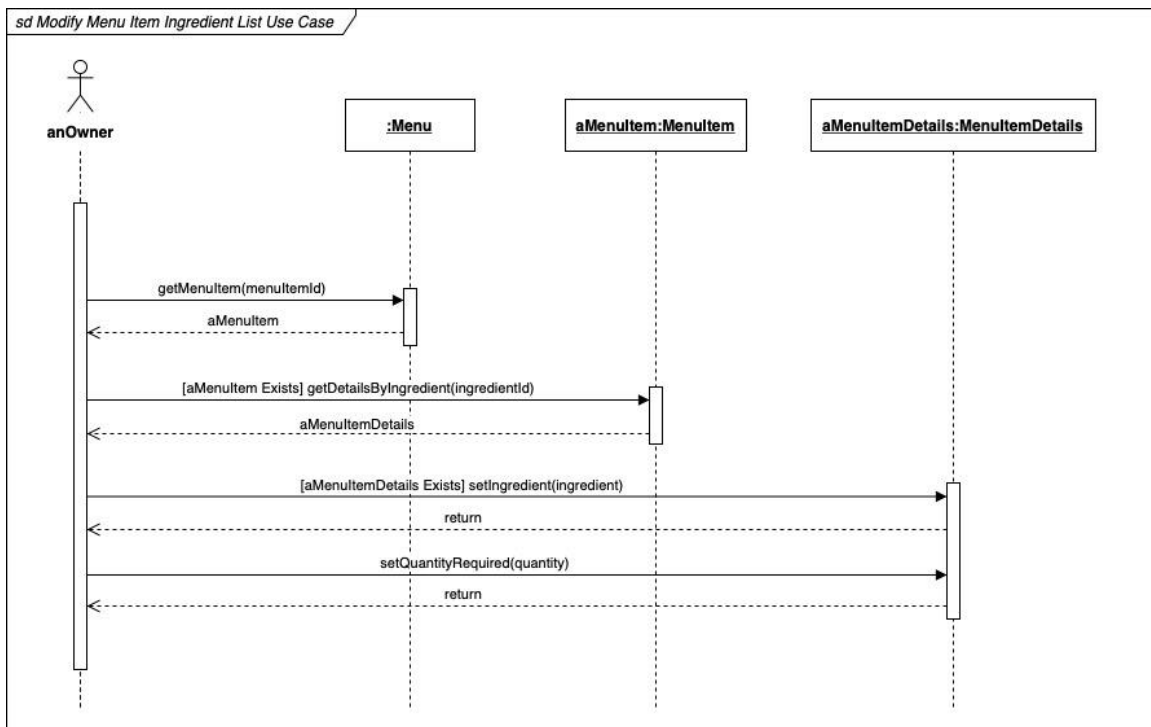 sd Modify Menu Item Ingredient List Use Case
anOwner
:Menu
aMenuItem:MenuItem
aMenuItemDetails:MenuItemDetails
getMenuItem(menuItemId)
aMenuItem
[aMenuItem Exists] getDetailsByIngredient(ingredientId)
aMenuItemDetails
[aMenuItemDetails Exists] setIngredient(ingredient)
return
setQuantityRequired(quantity)
return